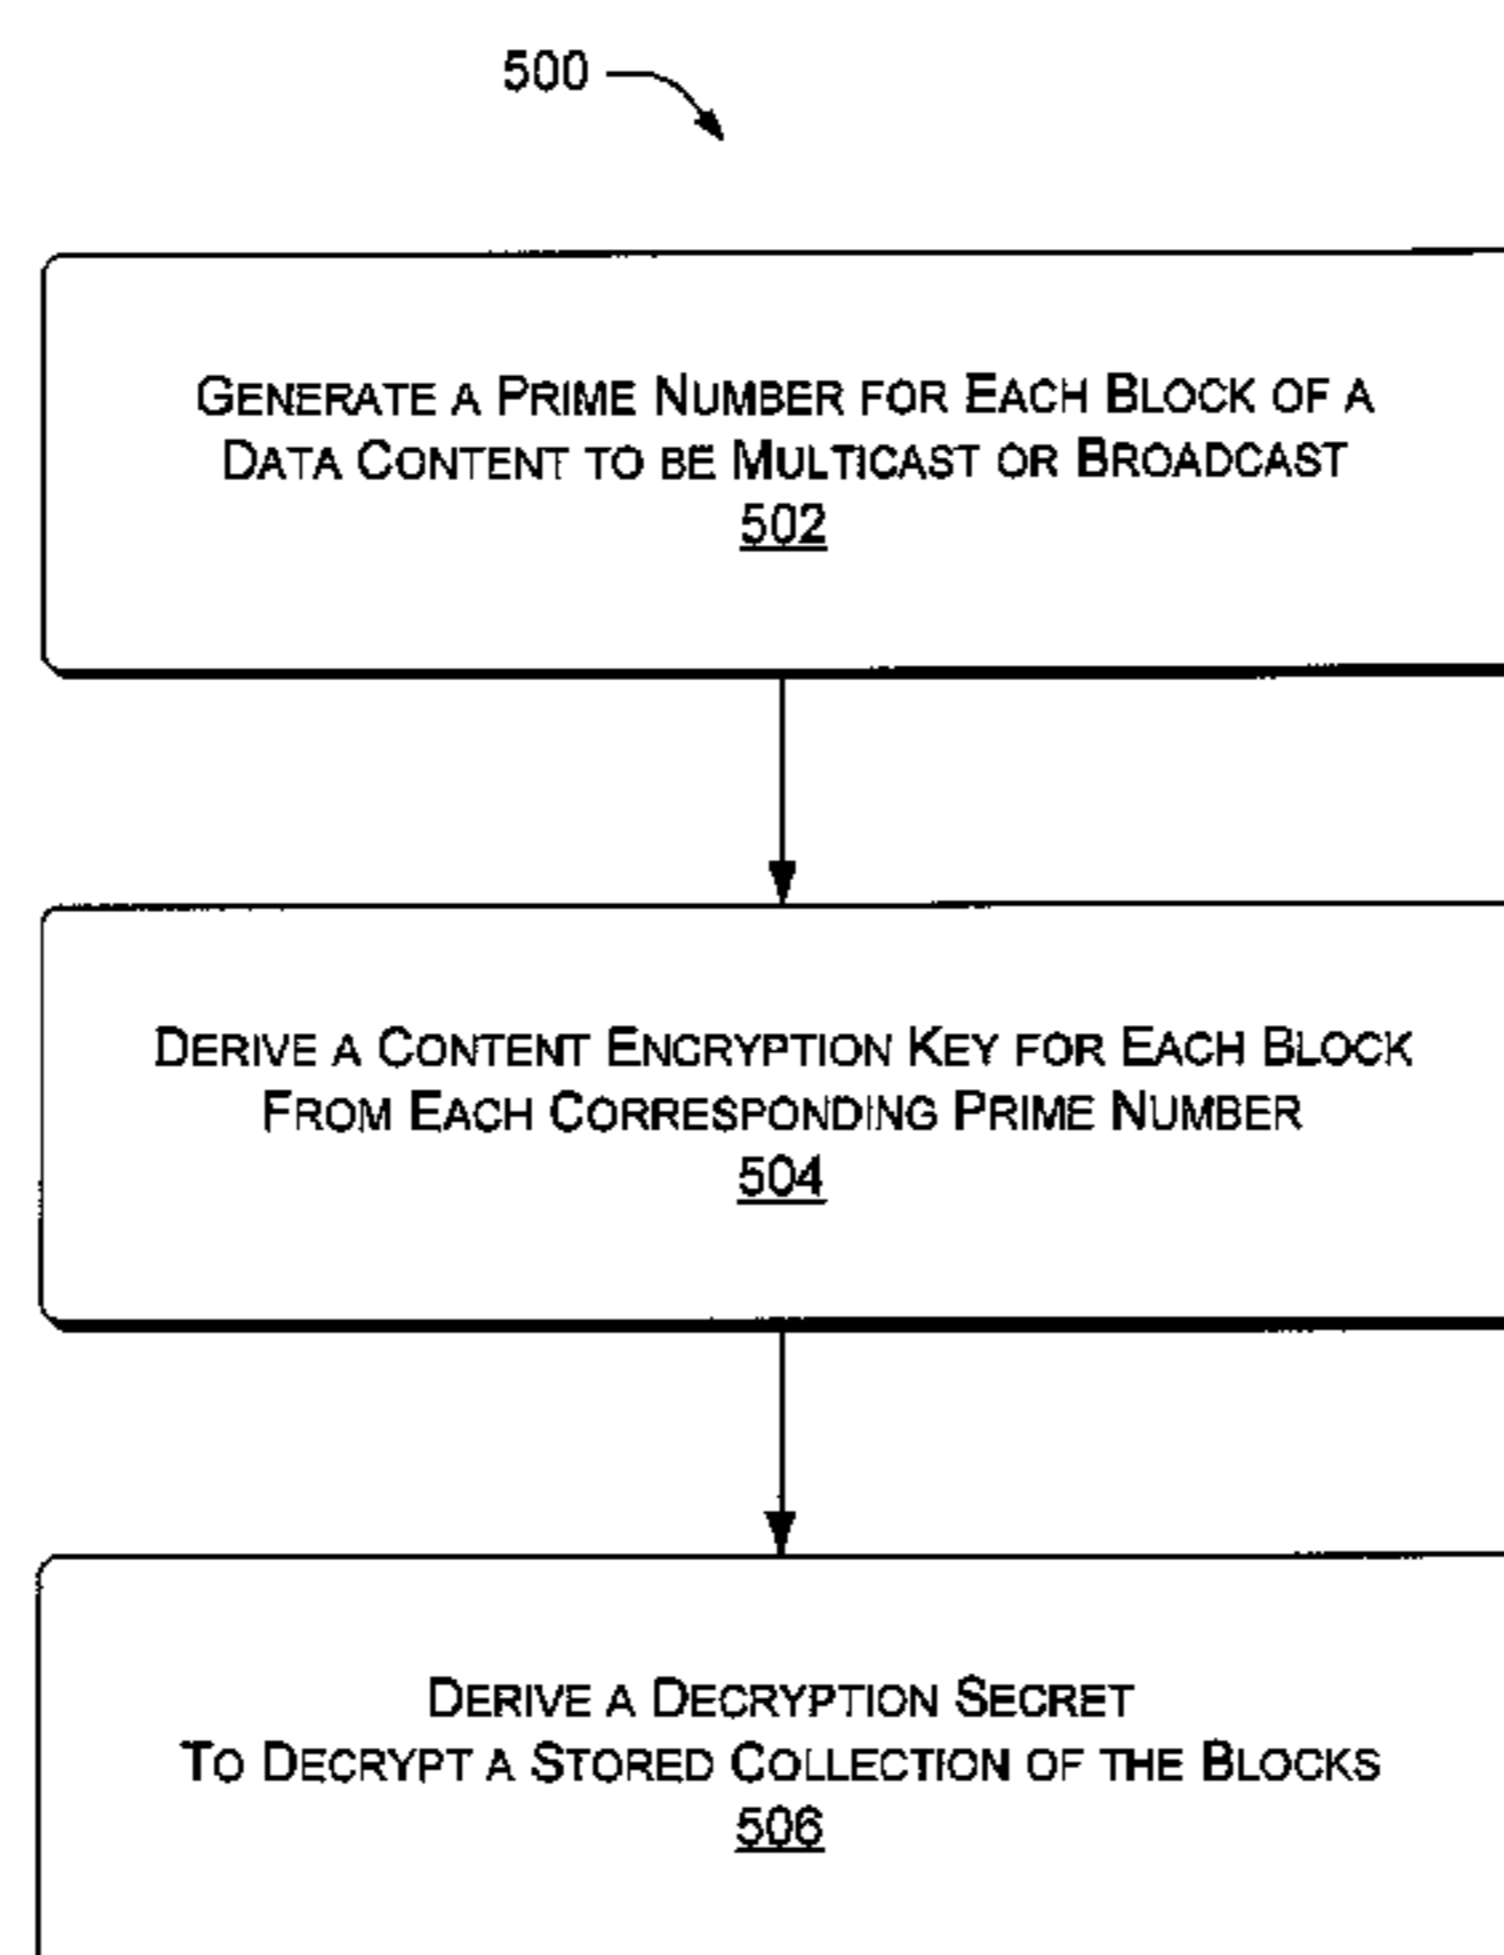 500
GENERATE A PRIME NUMBER FOR EACH BLOCK OF A
DATA CONTENT TO BE MULTICAST OR BROADCAST
502
DERIVE A CONTENT ENCRYPTION KEY FOR EACH BLOCK
FROM EACH CORRESPONDING PRIME NUMBER
504
DERIVE A DECRYPTION SECRET
TO DECRYPT A STORED COLLECTION OF THE BLOCKS
506